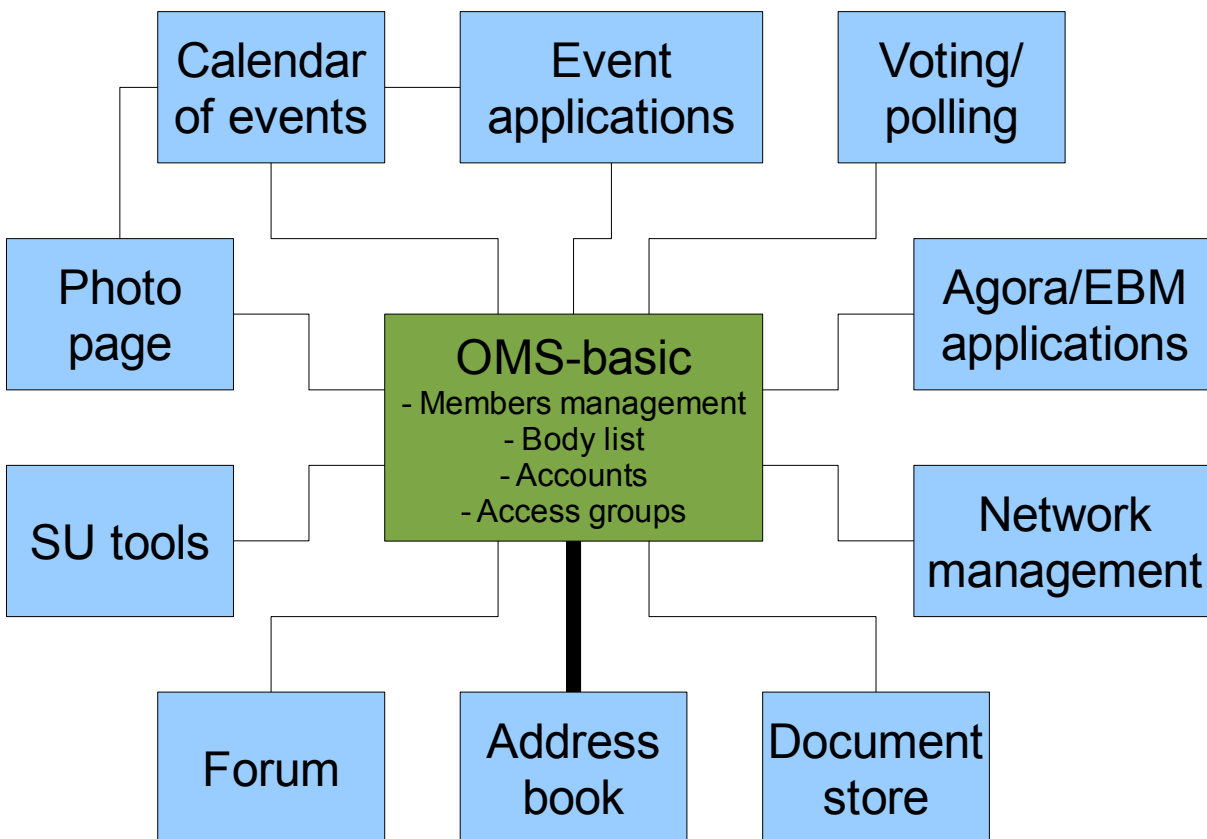 Calendar
of events
Event
applications
Voting/
polling
Photo
page
OMS-basic
- Members management
- Body list
- Accounts
- Access groups
Agora/EBM
applications
SU tools
Network
management
Forum
Address
book
Document
store